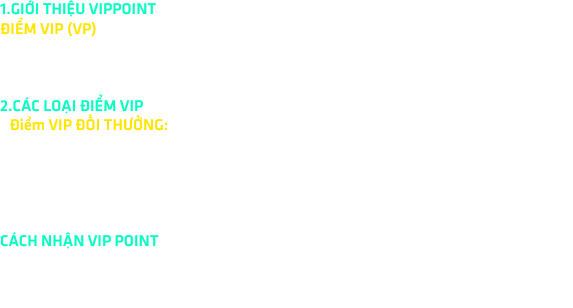 1.GIỚI THIỆU VIPPOINT
ĐIỂM VIP (VP)
2.CÁC LOẠI ĐIỂM VIP
Điểm VIP ĐỔI THƯỞNG:
CÁCH NHẬN VIP POINT